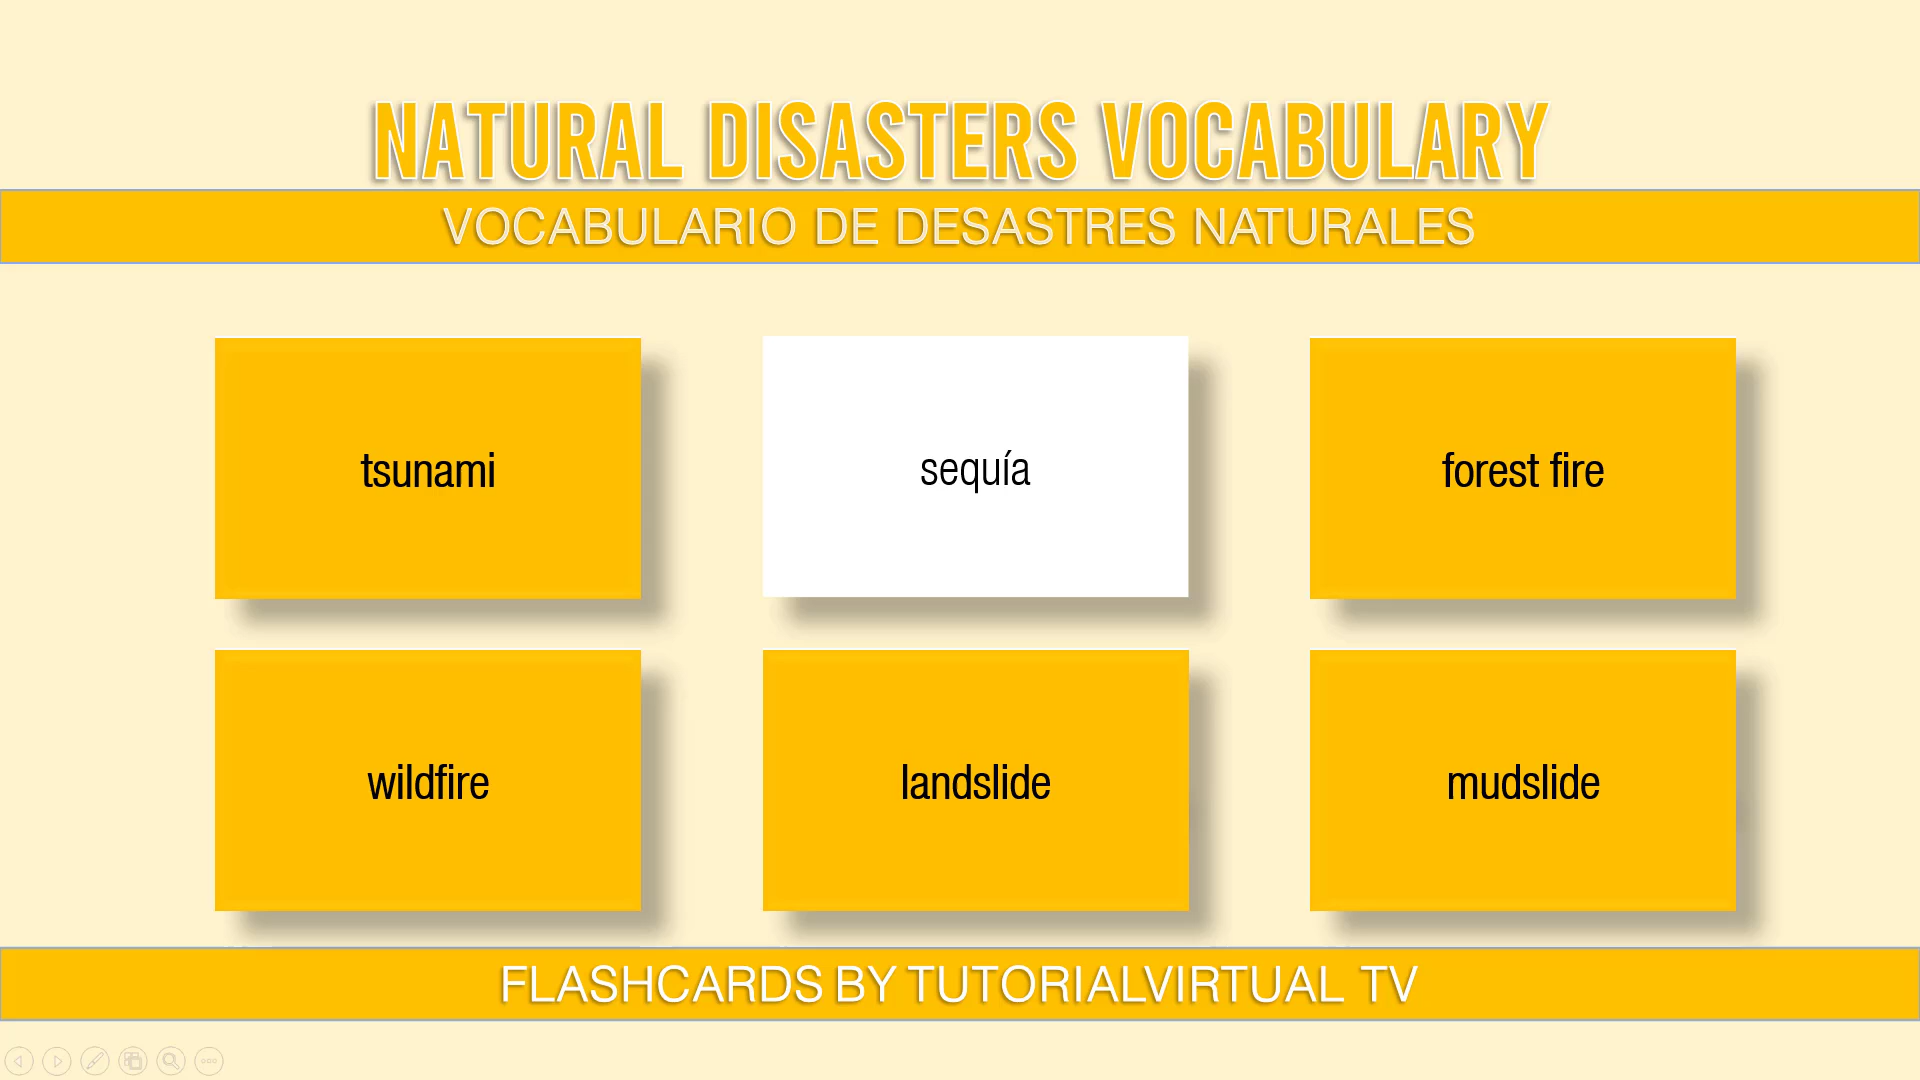 NATURAL DISASTERS VOCABULARY
VOCABULARIO DE DESASTRES NATURALES
tsunami
sequía
forest fire
wildfire
landslide
mudslide
FLASHCARDS BY TUTORIALVIRTUAL TV